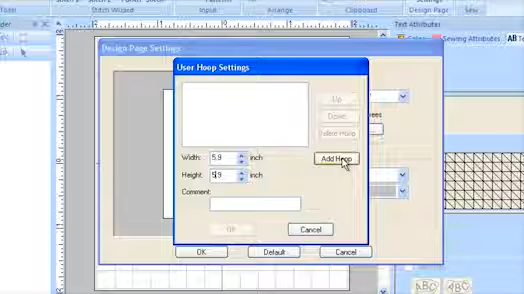 Stitch Wizard
Input
Arrange
Clipboard
Design Page
Sew
Text Attributes
Sewing Attributes
Design Page Settings
User Hoop Settings
Up
Down
Delete Hoop
Width: 5.9 inch
Add Hoop
Height: 5.9 inch
Comment:
OK
Cancel
OK
Default
Cancel
ABC
ABC